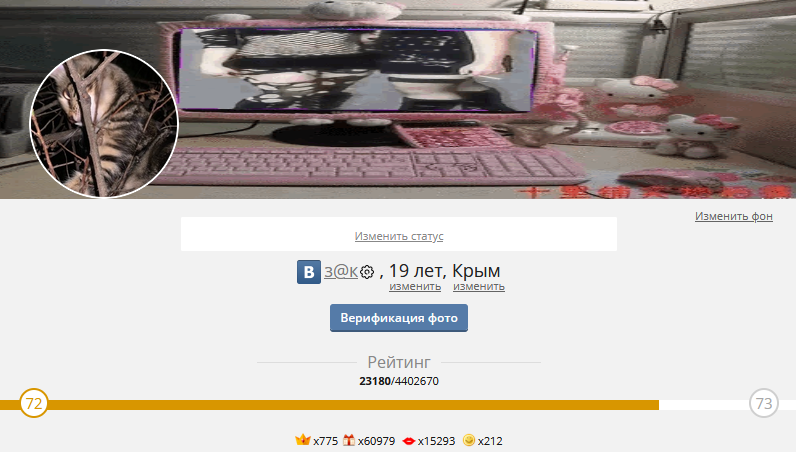 Изменить фон
Изменить статус
В з@к , 19 лет, Крым
изменить изменить
Верификация фото
Рейтинг
23180/4402670
72 73
x775 x60979 x15293 x212